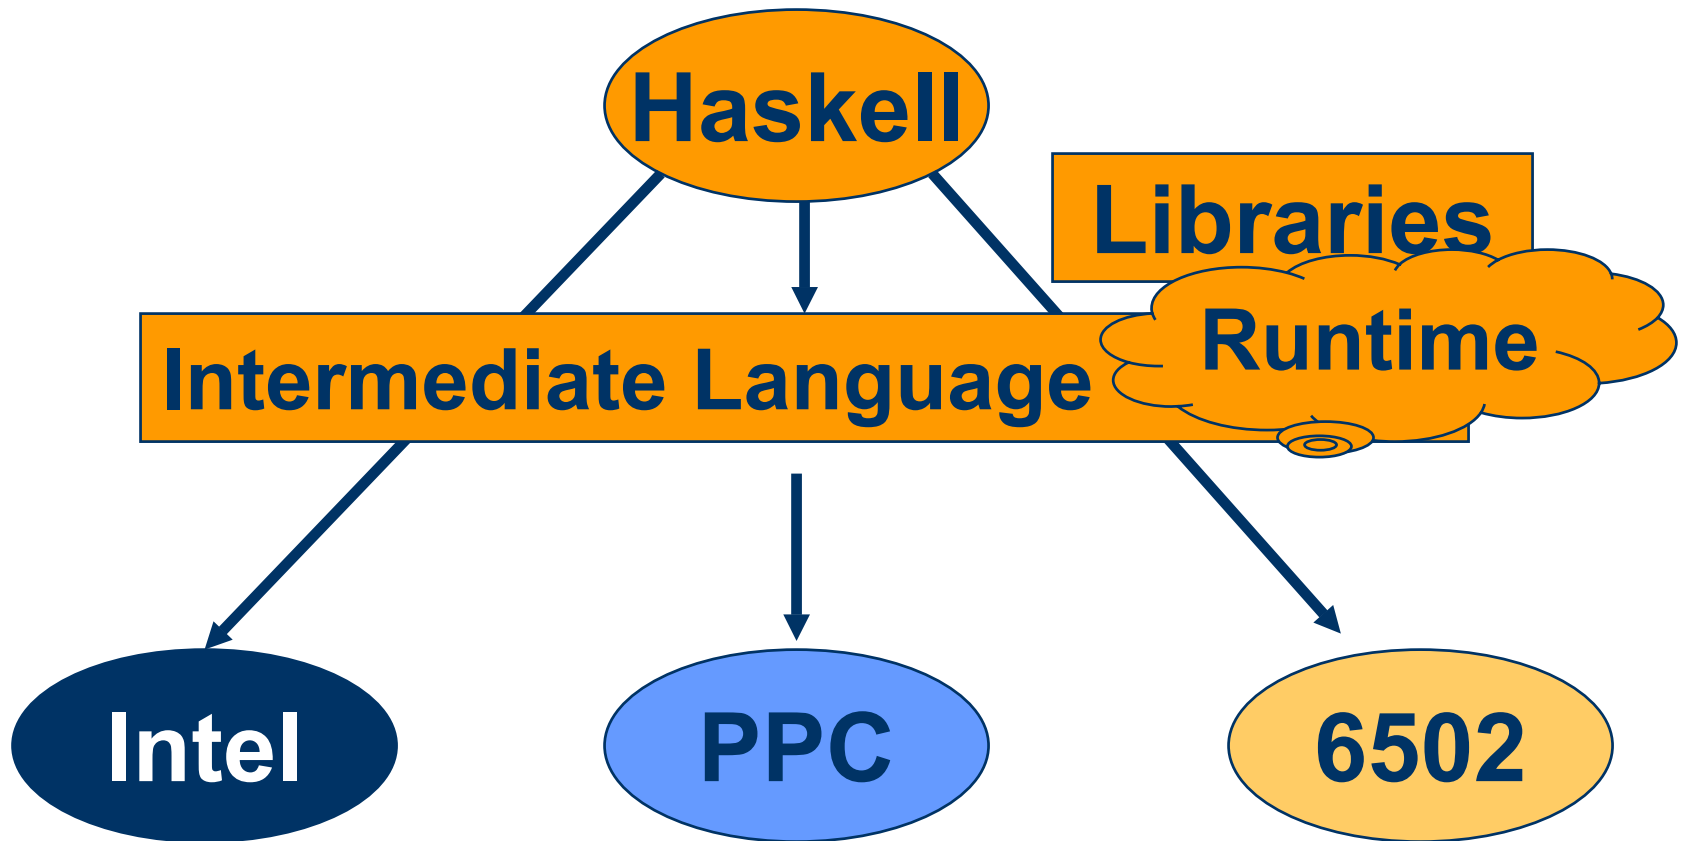 Haskell
Libraries
Runtime
Intermediate Language
Intel
PPC
6502